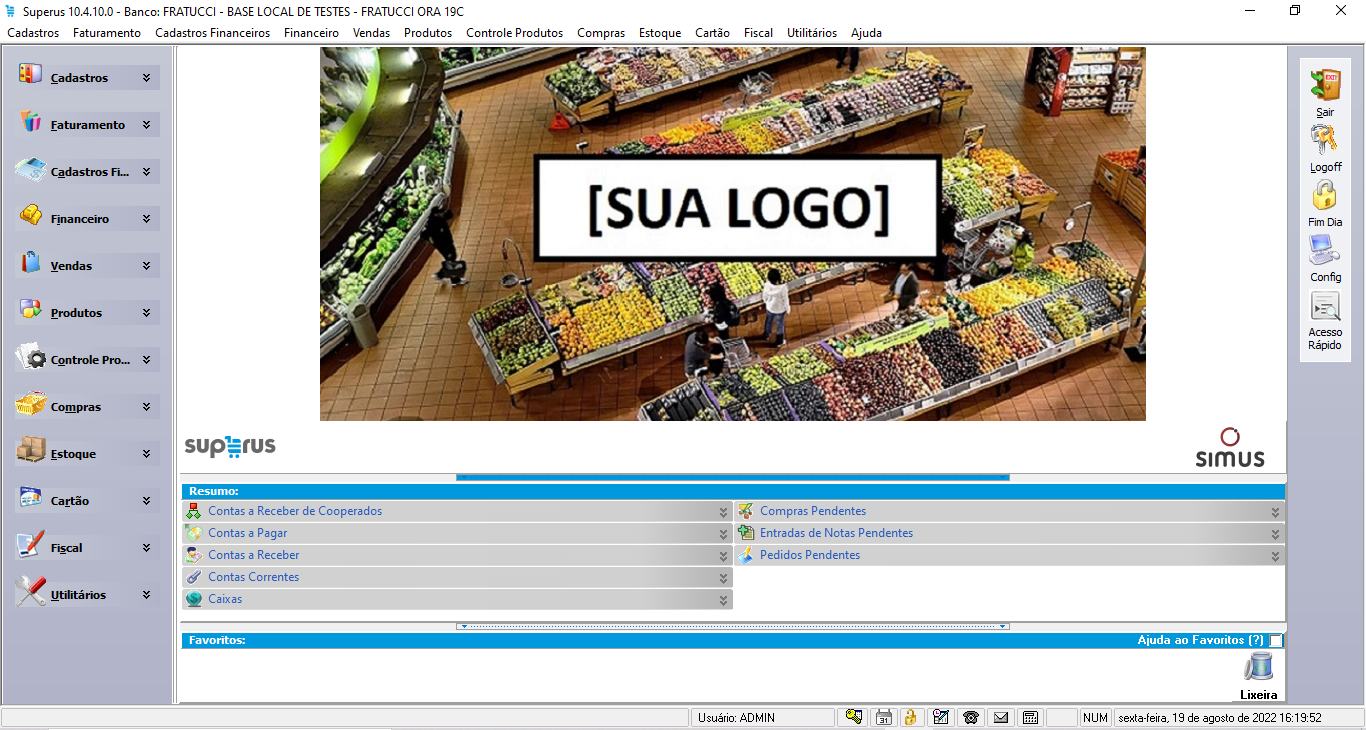 Superus 10.4.10.0 - Banco: FRATUCCI - BASE LOCAL DE TESTES - FRATUCCI ORA 19C
Cadastros Faturamento Cadastros Financeiros Financeiro Vendas Produtos Controle Produtos Compras Estoque Cartão Fiscal Utilitários Ajuda
Cadastros
Faturamento
Cadastros Fi...
Financeiro
Vendas
Produtos
Controle Pro...
Compras
Estoque
Cartão
Fiscal
Utilitários
[SUA LOGO]
EXIT
Sair
Logoff
Fim Dia
Config
Acesso
Rápido
superus
SIMUS
Resumo:
Contas a Receber de Cooperados
Contas a Pagar
Contas a Receber
Contas Correntes
Caixas
Compras Pendentes
Entradas de Notas Pendentes
Pedidos Pendentes
Favoritos: Ajuda ao Favoritos (?)
Lixeira
Usuário: ADMIN 31 NUM sexta-feira, 19 de agosto de 2022 16:19:52